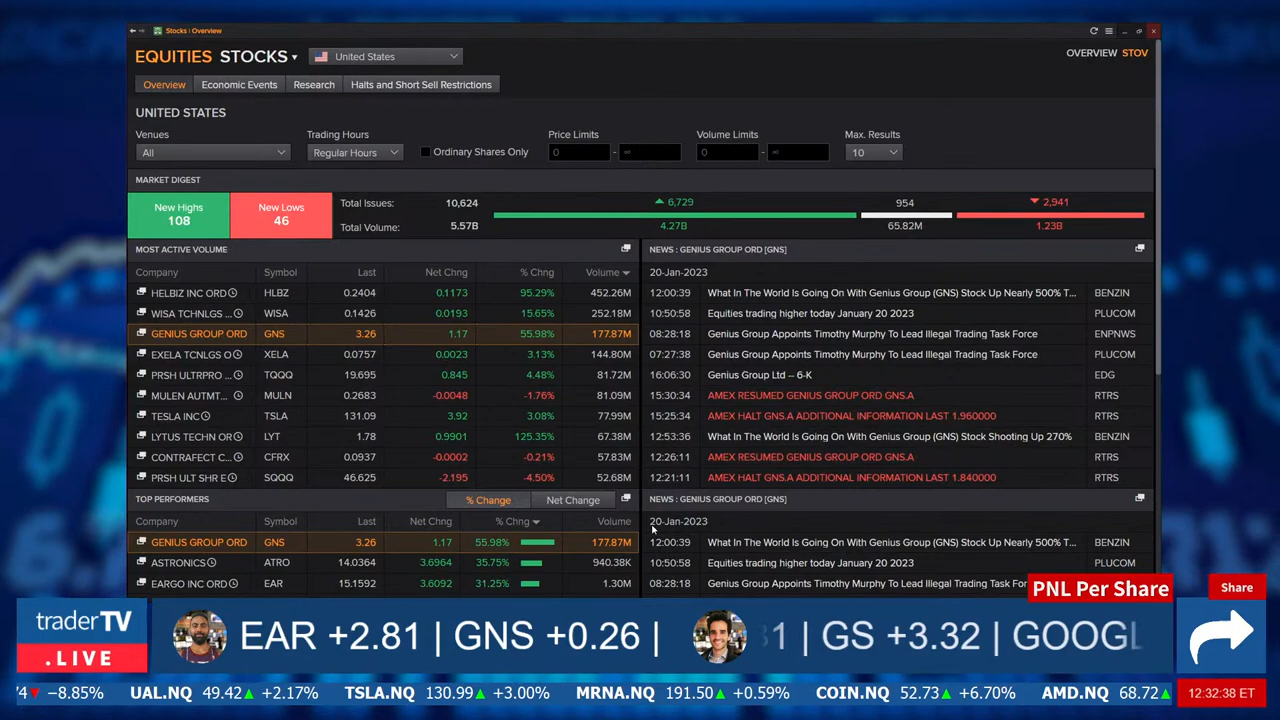 Stocks | Overview
EQUITIES STOCKS United States
OVERVIEW STOV
Overview Economic Events Research Halts and Short Sell Restrictions
UNITED STATES
Venues Trading Hours Price Limits Volume Limits Max. Results
All Regular Hours Ordinary Shares Only 0 - ∞ 0 - ∞ 10
MARKET DIGEST
New Highs New Lows Total Issues: 10,624 6,729 954 2,941
108 46 Total Volume: 5.57B 4.27B 65.82M 1.23B
MOST ACTIVE VOLUME
Company Symbol Last Net Chng % Chng Volume
HELBIZ INC ORD HLBZ 0.2404 0.1173 95.29% 452.26M
WISA TCHNLGS ... WISA 0.1426 0.0193 15.65% 252.18M
GENIUS GROUP ORD GNS 3.26 1.17 55.98% 177.87M
EXELA TCNLGS O XELA 0.0757 0.0023 3.13% 144.80M
PRSH ULTRPRO ... TQQQ 19.695 0.845 4.48% 81.72M
MULEN AUTMT... MULN 0.2683 -0.0048 -1.76% 81.09M
TESLA INC TSLA 131.09 3.92 3.08% 77.99M
LYTUS TECHN OR LYT 1.78 0.9901 125.35% 67.38M
CONTRAFECT C... CFRX 0.0937 -0.0002 -0.21% 57.83M
PRSH ULT SHR E SQQQ 46.625 -2.195 -4.50% 52.68M
NEWS : GENIUS GROUP ORD [GNS]
20-Jan-2023
12:00:39 What In The World Is Going On With Genius Group (GNS) Stock Up Nearly 500% T... BENZIN
10:50:58 Equities trading higher today January 20 2023 PLUCOM
08:28:18 Genius Group Appoints Timothy Murphy To Lead Illegal Trading Task Force ENPNWS
07:27:38 Genius Group Appoints Timothy Murphy To Lead Illegal Trading Task Force PLUCOM
16:06:30 Genius Group Ltd -- 6-K EDG
15:30:34 AMEX RESUMED GENIUS GROUP ORD GNS.A RTRS
15:25:34 AMEX HALT GNS.A ADDITIONAL INFORMATION LAST 1.960000 RTRS
12:53:36 What In The World Is Going On With Genius Group (GNS) Stock Shooting Up 270% BENZIN
12:26:11 AMEX RESUMED GENIUS GROUP ORD GNS.A RTRS
12:21:11 AMEX HALT GNS.A ADDITIONAL INFORMATION LAST 1.840000 RTRS
TOP PERFORMERS % Change Net Change
Company Symbol Last Net Chng % Chng Volume
GENIUS GROUP ORD GNS 3.26 1.17 55.98% 177.87M
ASTRONICS ATRO 14.0364 3.6964 35.75% 940.38K
EARGO INC ORD EAR 15.1592 3.6092 31.25% 1.30M
NEWS : GENIUS GROUP ORD [GNS]
20-Jan-2023
12:00:39 What In The World Is Going On With Genius Group (GNS) Stock Up Nearly 500% T... BENZIN
10:50:58 Equities trading higher today January 20 2023 PLUCOM
08:28:18 Genius Group Appoints Timothy Murphy To Lead Illegal Trading Task For
PNL Per Share
Share
traderTV
.LIVE
EAR +2.81 | GNS +0.26 | 31 | GS +3.32 | GOOGL
74 −8.85% UAL.NQ 49.42 +2.17% TSLA.NQ 130.99 +3.00% MRNA.NQ 191.50 +0.59% COIN.NQ 52.73 +6.70% AMD.NQ 68.72
12:32:38 ET